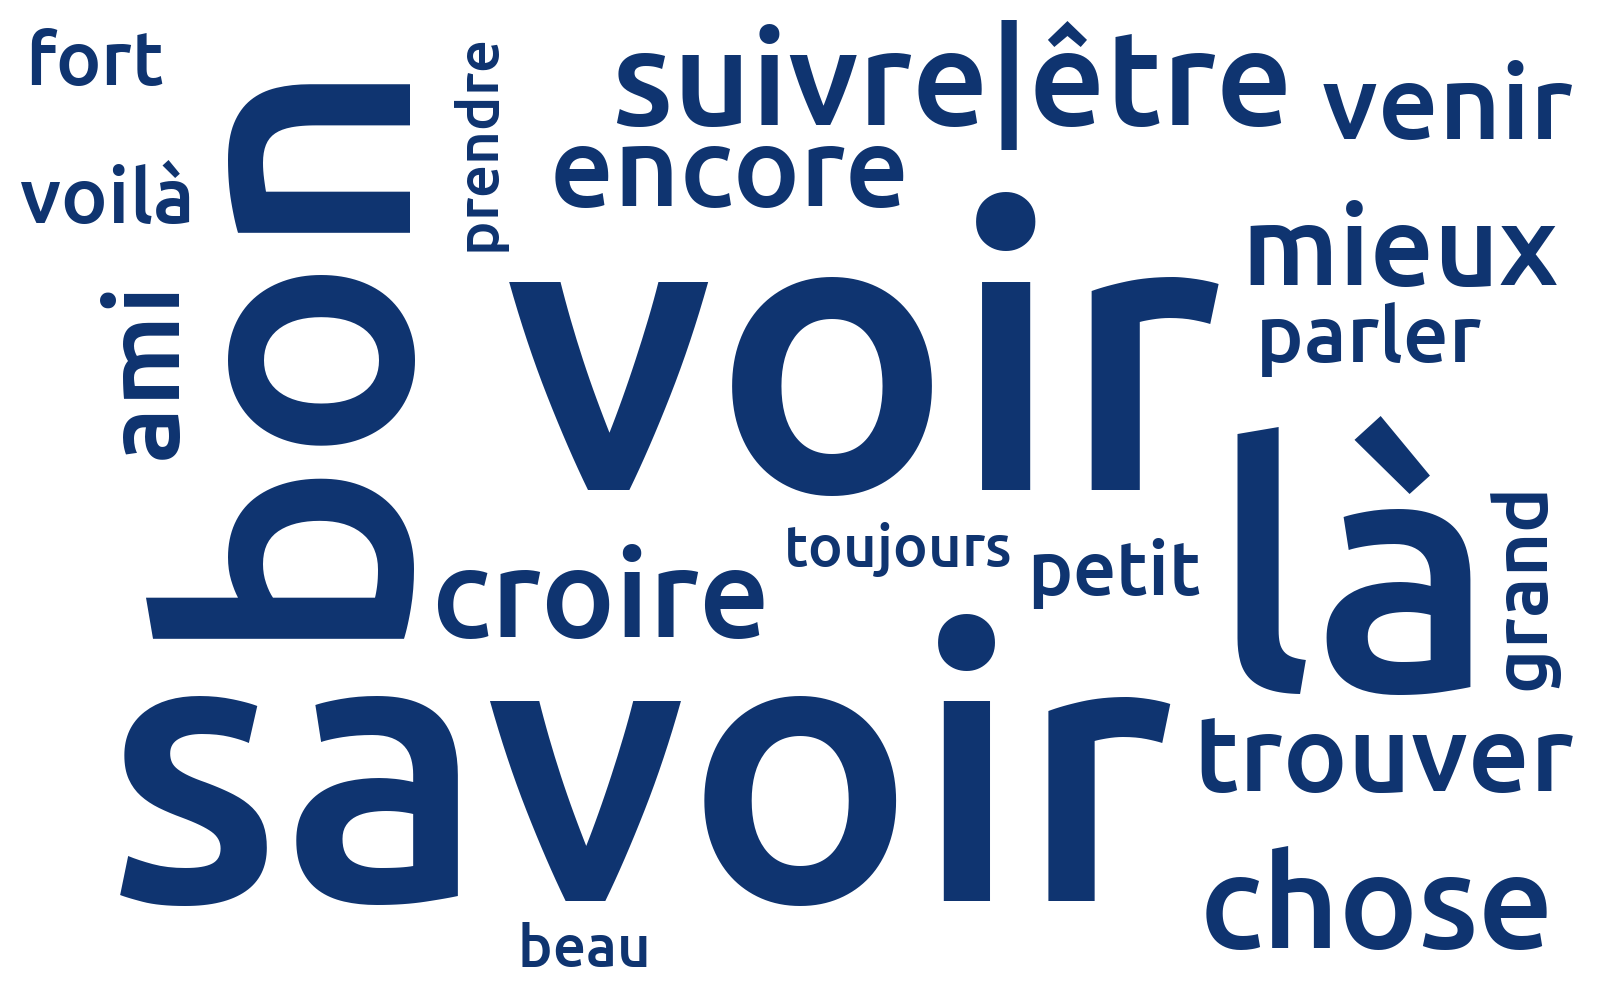 fort
voilà
ami
bon
prendre
suivre|être
encore
venir
voir
mieux
parler
là
grand
toujours
petit
croire
savoir
trouver
chose
beau